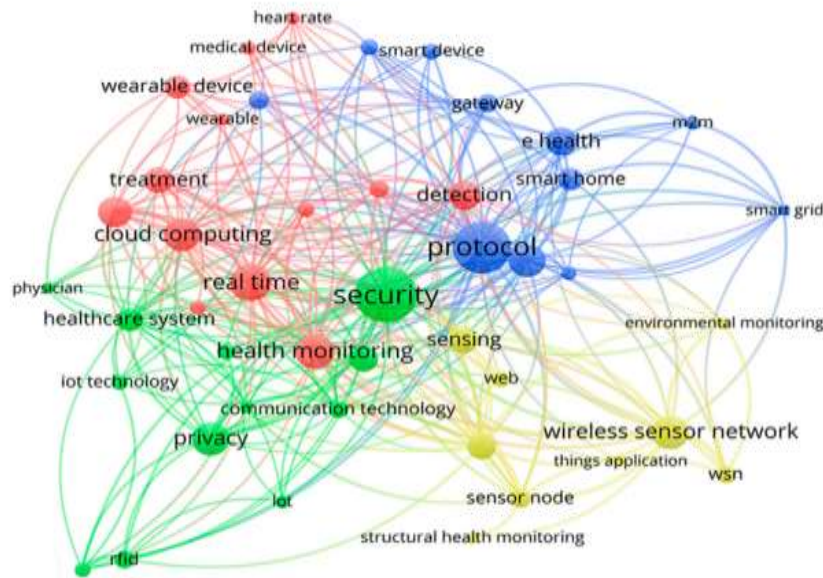 heart rate
medical device
smart device
wearable device
gateway
wearable
m2m
e health
treatment
smart home
detection
smart grid
cloud computing
protocol
real time
physician
security
healthcare system
environmental monitoring
sensing
health monitoring
web
iot technology
communication technology
privacy
wireless sensor network
things application
wsn
lot
sensor node
structural health monitoring
rfid